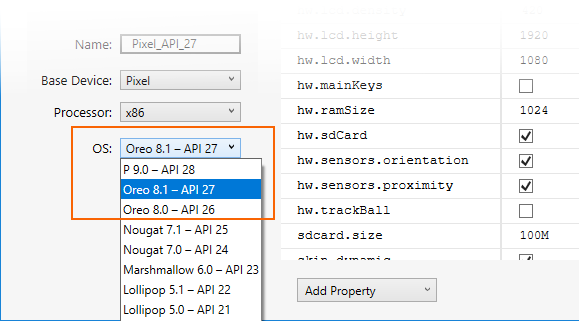 Name: Pixel_API_27
Base Device: Pixel
Processor: x86
OS: Oreo 8.1 – API 27
P 9.0 – API 28
Oreo 8.1 – API 27
Oreo 8.0 – API 26
Nougat 7.1 – API 25
Nougat 7.0 – API 24
Marshmallow 6.0 – API 23
Lollipop 5.1 – API 22
Lollipop 5.0 – API 21
hw.lcd.height 1920
hw.lcd.width 1080
hw.mainKeys
hw.ramSize 1024
hw.sdCard
hw.sensors.orientation
hw.sensors.proximity
hw.trackBall
sdcard.size 100M
skin.dynamic
Add Property